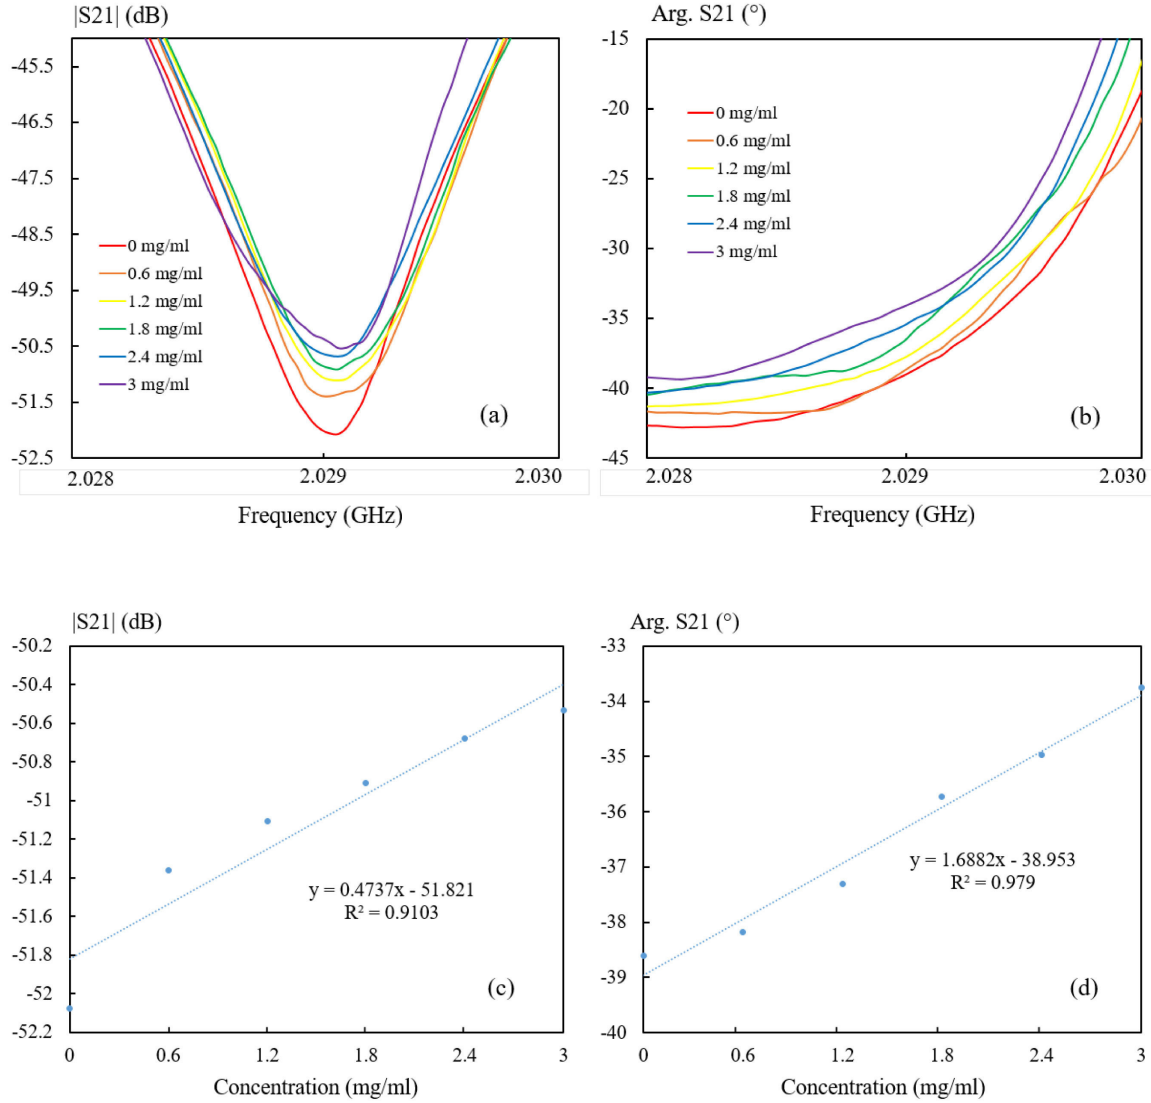 |S21| (dB)
-45.5
-46.5
-47.5
-48.5
-49.5
-50.5
-51.5
-52.5
0 mg/ml
0.6 mg/ml
1.2 mg/ml
1.8 mg/ml
2.4 mg/ml
3 mg/ml
(a)
2.028 2.029 2.030
Frequency (GHz)
Arg. S21 (°)
-15
-20
-25
-30
-35
-40
-45
0 mg/ml
0.6 mg/ml
1.2 mg/ml
1.8 mg/ml
2.4 mg/ml
3 mg/ml
(b)
2.028 2.029 2.030
Frequency (GHz)
|S21| (dB)
-50.2
-50.4
-50.6
-50.8
-51
-51.2
-51.4
-51.6
-51.8
-52
-52.2
y = 0.4737x - 51.821
R² = 0.9103
(c)
0 0.6 1.2 1.8 2.4 3
Concentration (mg/ml)
Arg. S21 (°)
-33
-34
-35
-36
-37
-38
-39
-40
y = 1.6882x - 38.953
R² = 0.979
(d)
0 0.6 1.2 1.8 2.4 3
Concentration (mg/ml)